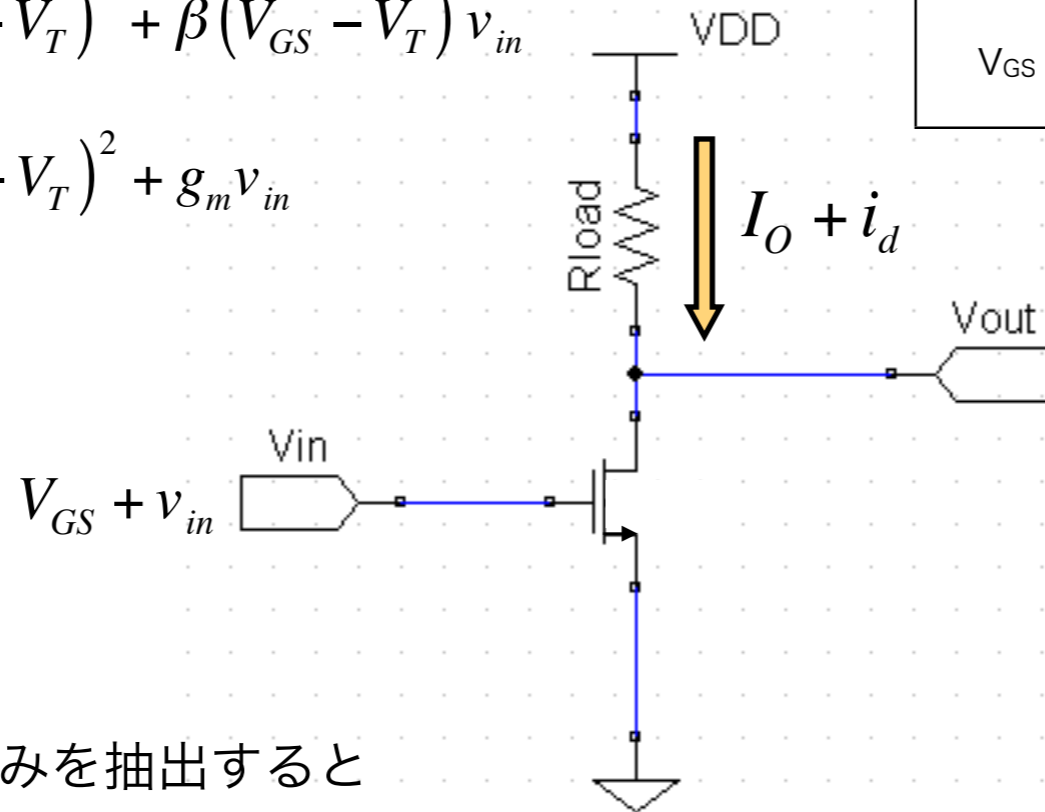 V_T) + β(V_GS − V_T) v_in
VDD
V_GS
V_T)^2 + g_m v_in
Rload
I_O + i_d
Vout
Vin
V_GS + v_in
みを抽出すると